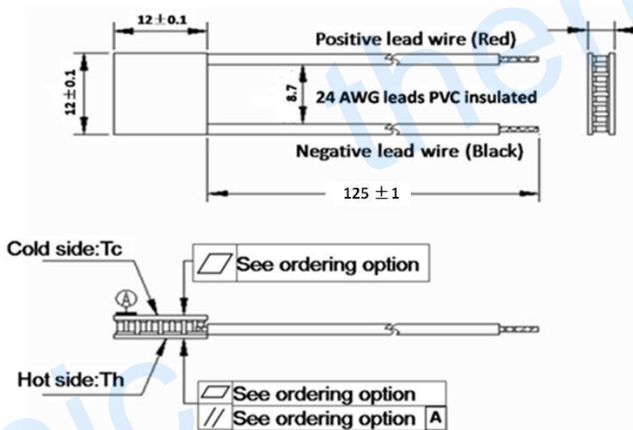 12±0.1
Positive lead wire (Red)
12±0.1
8.7
24 AWG leads PVC insulated
Negative lead wire (Black)
125 ±1
Cold side:Tc
See ordering option
A
Hot side:Th
See ordering option
// See ordering option A